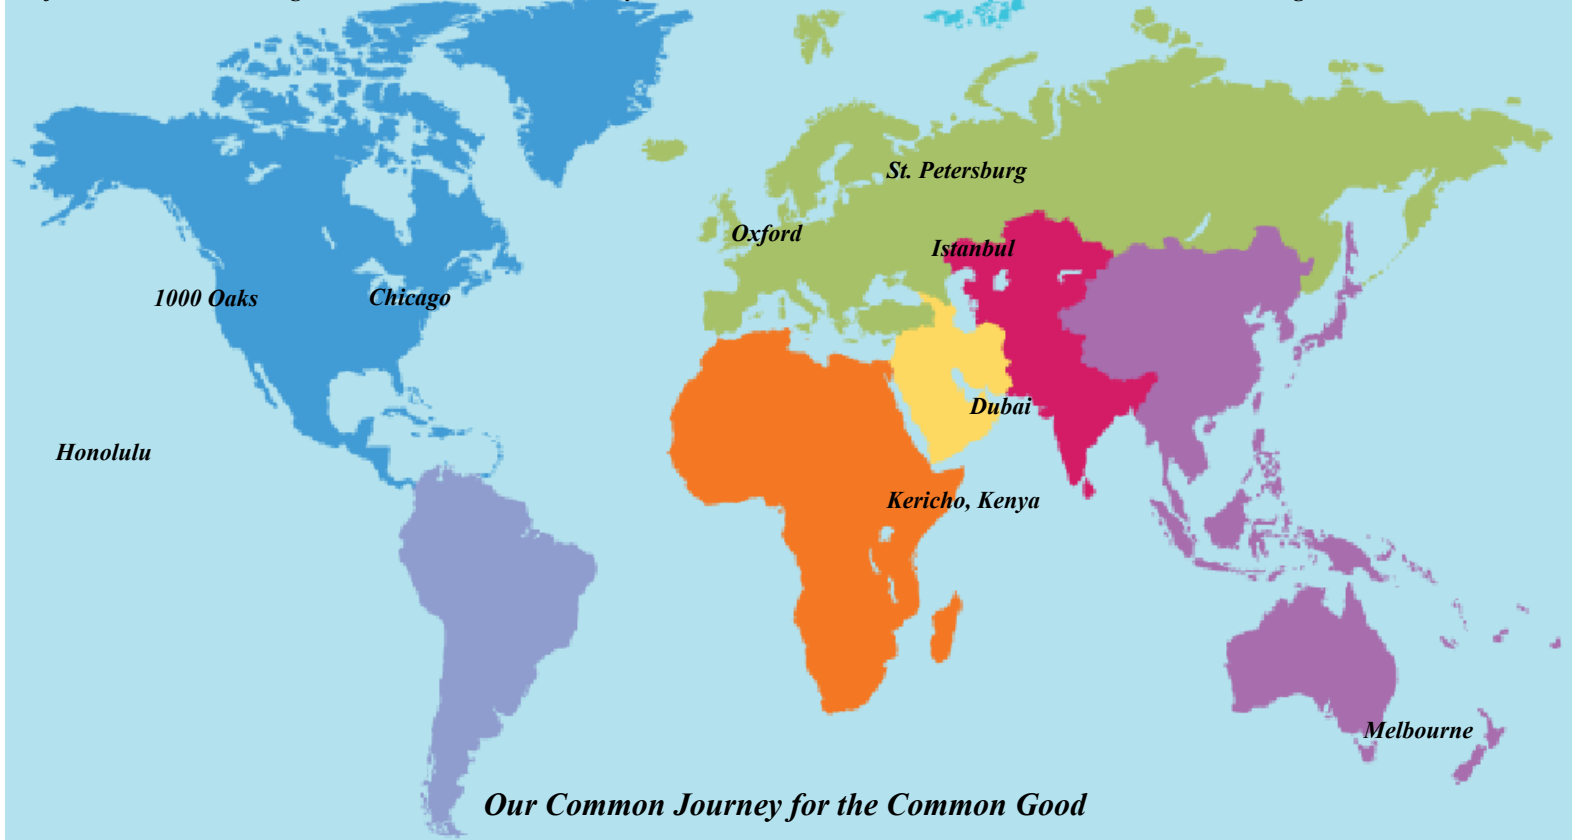 St. Petersburg
Oxford
Istanbul
1000 Oaks
Chicago
Dubai
Honolulu
Kericho, Kenya
Melbourne
Our Common Journey for the Common Good